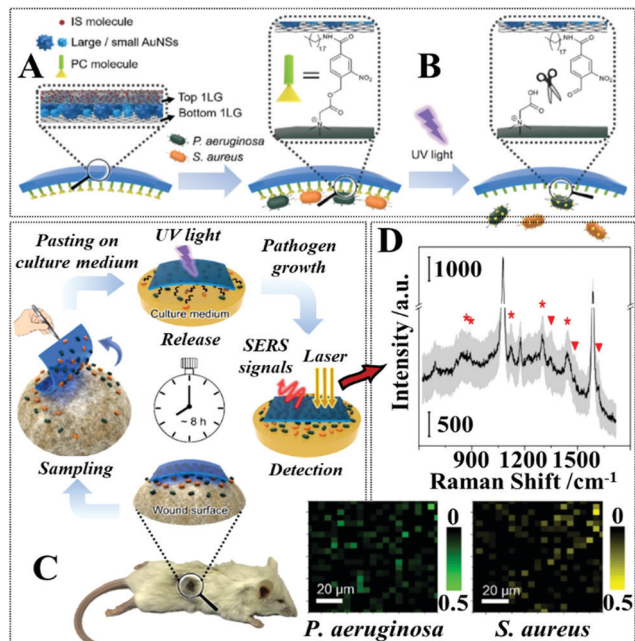 IS molecule
Large / small AuNSs
PC molecule
A
Top 1LG
Bottom 1LG
P. aeruginosa
S. aureus
=
NH
17
O
NO₂
O
O
N
⊕
B
UV light
NH
17
O
NO₂
O
OH
O
N
⊕
Pasting on
culture medium
UV light
Culture medium
Pathogen
growth
Release
~ 8 h
SERS
signals
Laser
Sampling
Detection
Wound surface
C
D
1000
500
Intensity /a.u.
900 1200 1500
Raman Shift /cm⁻¹
20 µm
0
0.5
P. aeruginosa
20 µm
0
0.5
S. aureus